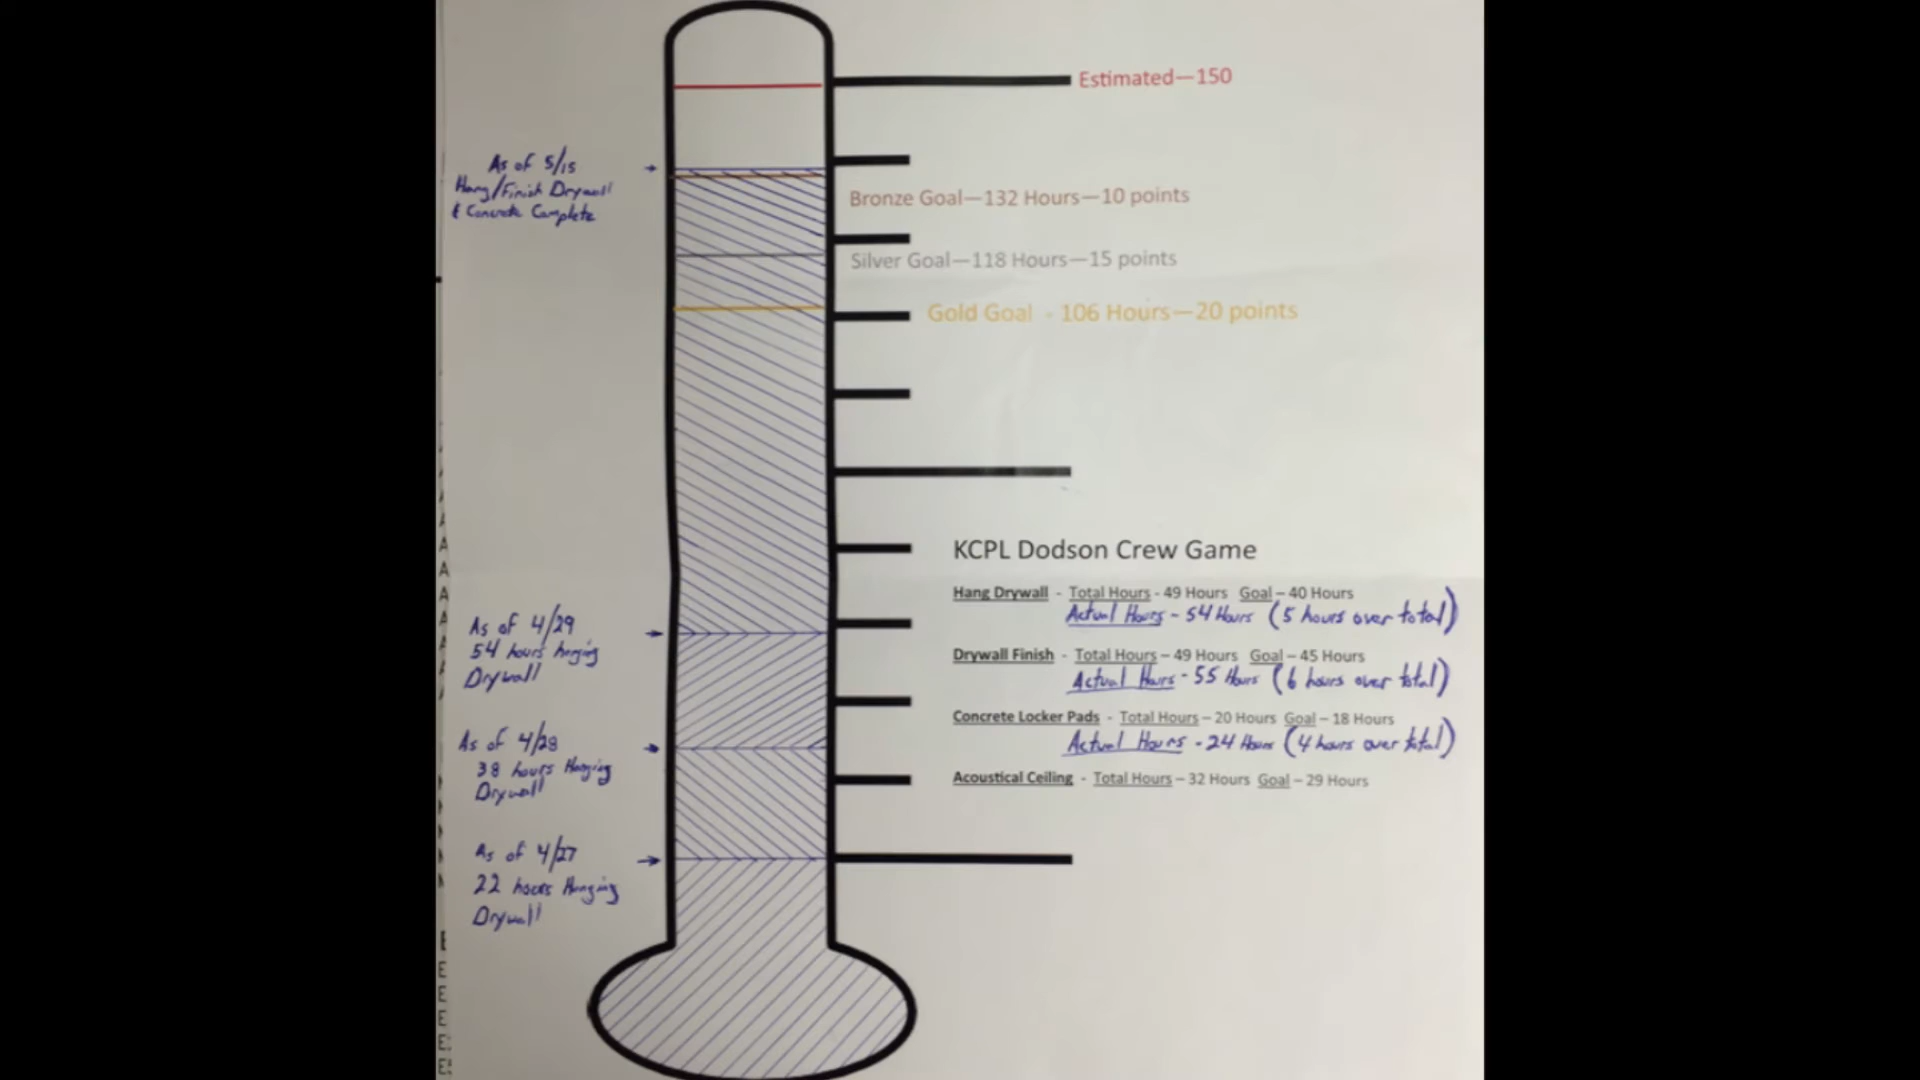 Estimated—150
As of 5/15
Hang/Finish Drywall
& Concrete Complete
Bronze Goal—132 Hours—10 points
Silver Goal—118 Hours—15 points
Gold Goal - 106 Hours—20 points
KCPL Dodson Crew Game
Hang Drywall - Total Hours - 49 Hours Goal – 40 Hours
Actual Hours - 54 Hours (5 hours over total)
As of 4/29
54 hours hanging
Drywall
Drywall Finish - Total Hours – 49 Hours Goal – 45 Hours
Actual Hours - 55 Hours (6 hours over total)
Concrete Locker Pads - Total Hours – 20 Hours Goal – 18 Hours
Actual Hours - 24 Hours (4 hours over total)
As of 4/28
38 hours Hanging
Drywall
Acoustical Ceiling - Total Hours – 32 Hours Goal – 29 Hours
As of 4/27
22 hours Hanging
Drywall